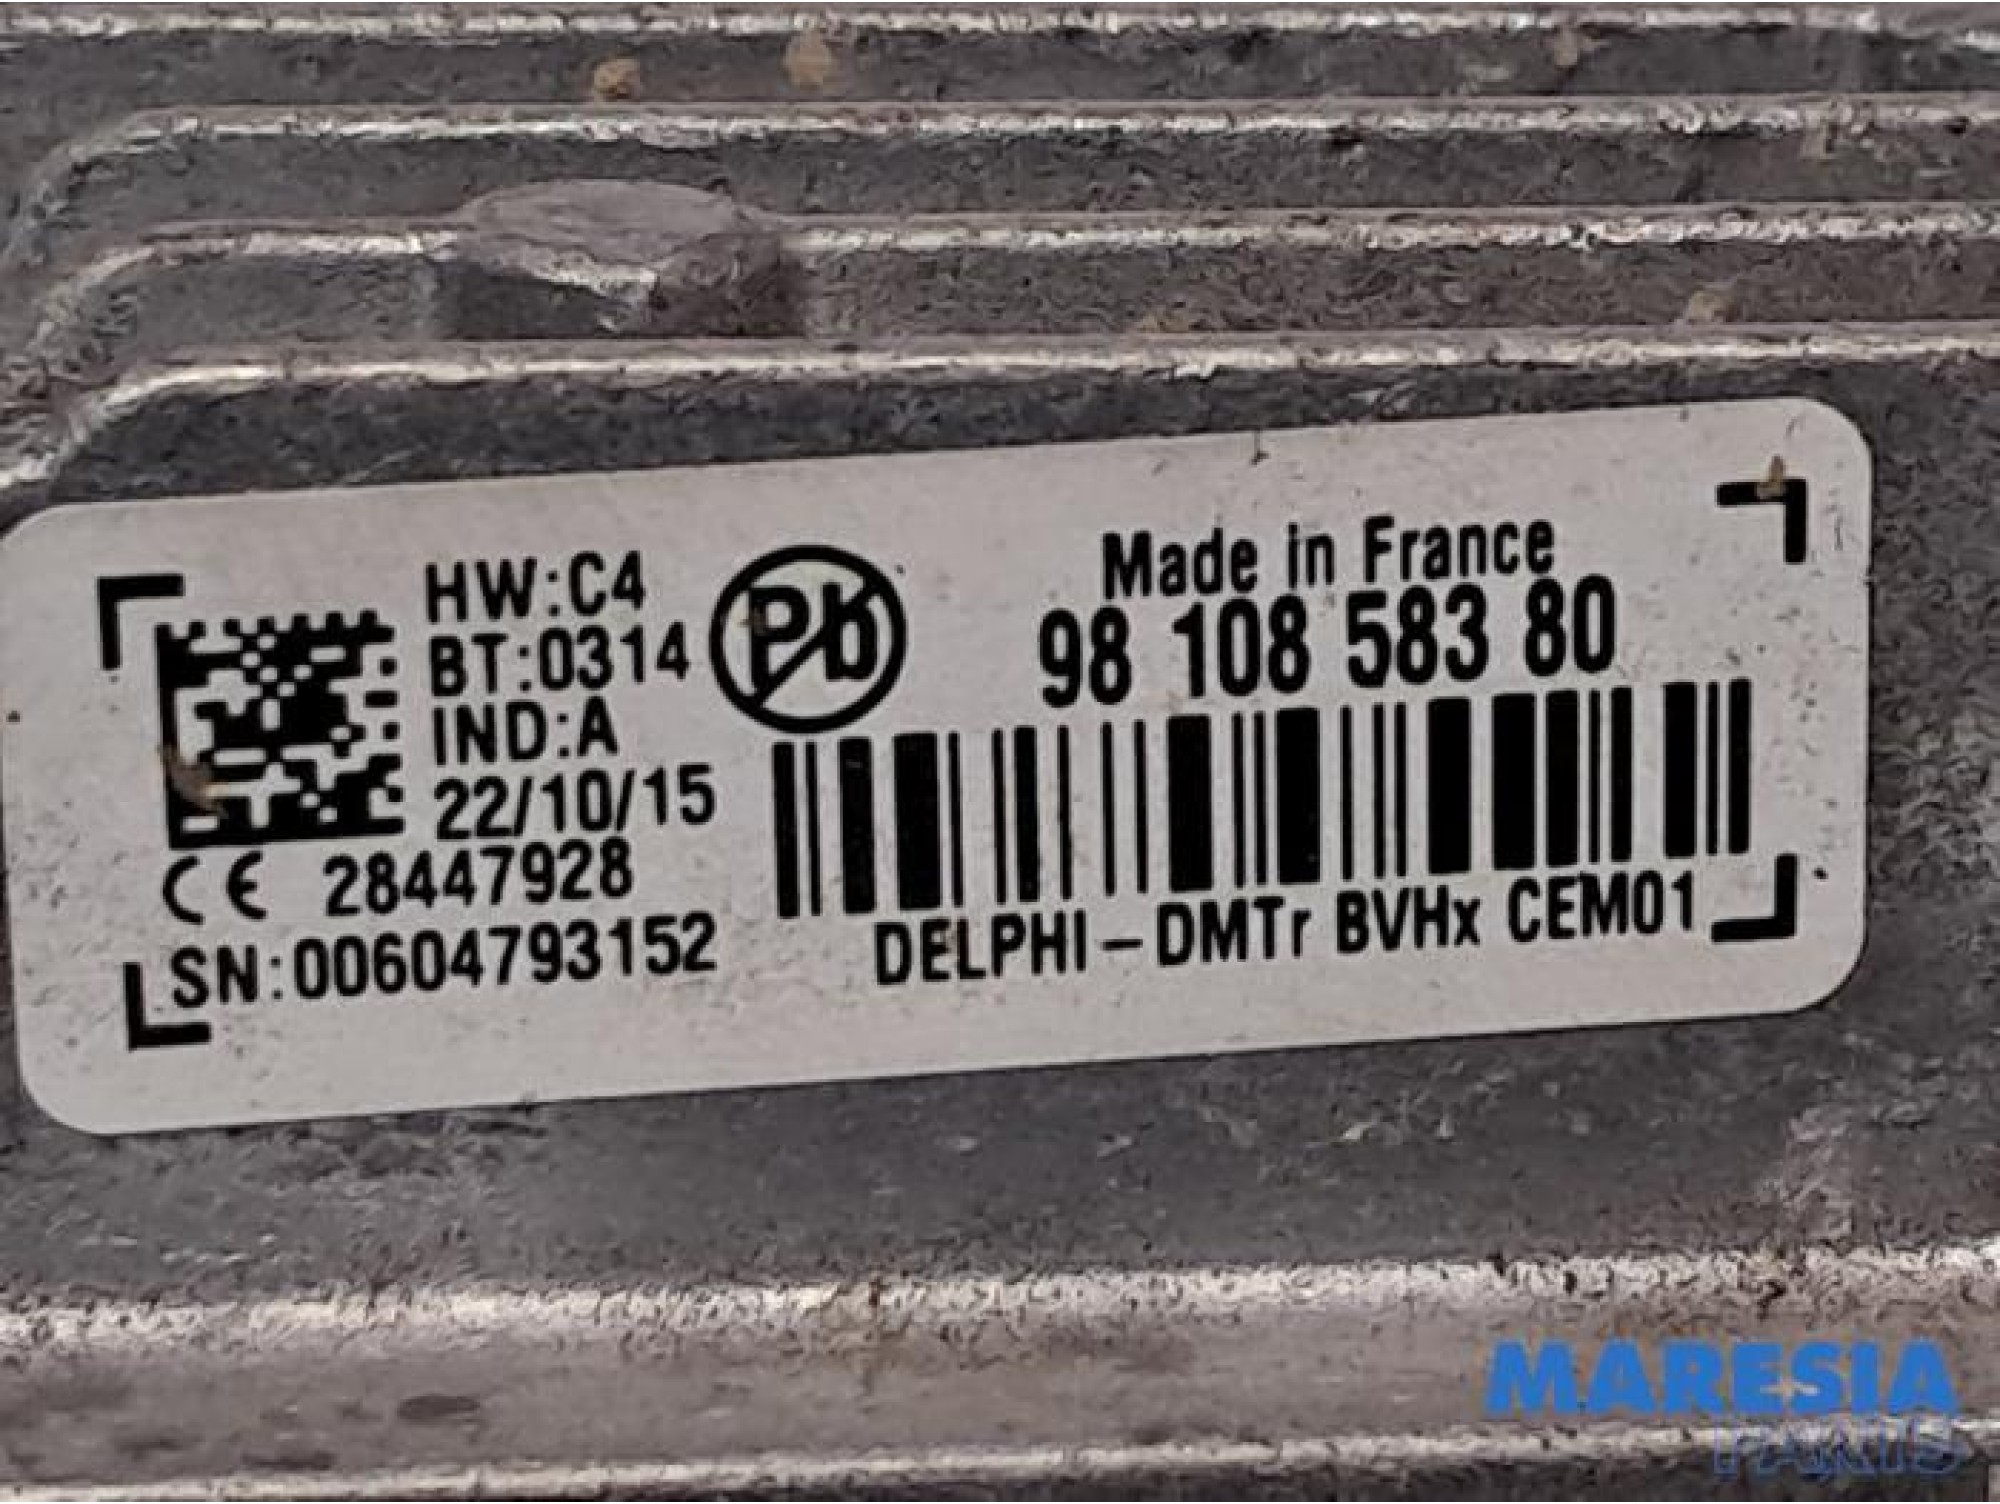 HW:C4
BT:0314
IND:A
22/10/15
CE 28447928
SN:00604793152
Pb
Made in France
98 108 583 80
DELPHI-DMTr BVHx CEM01
MARESIA
PARTS